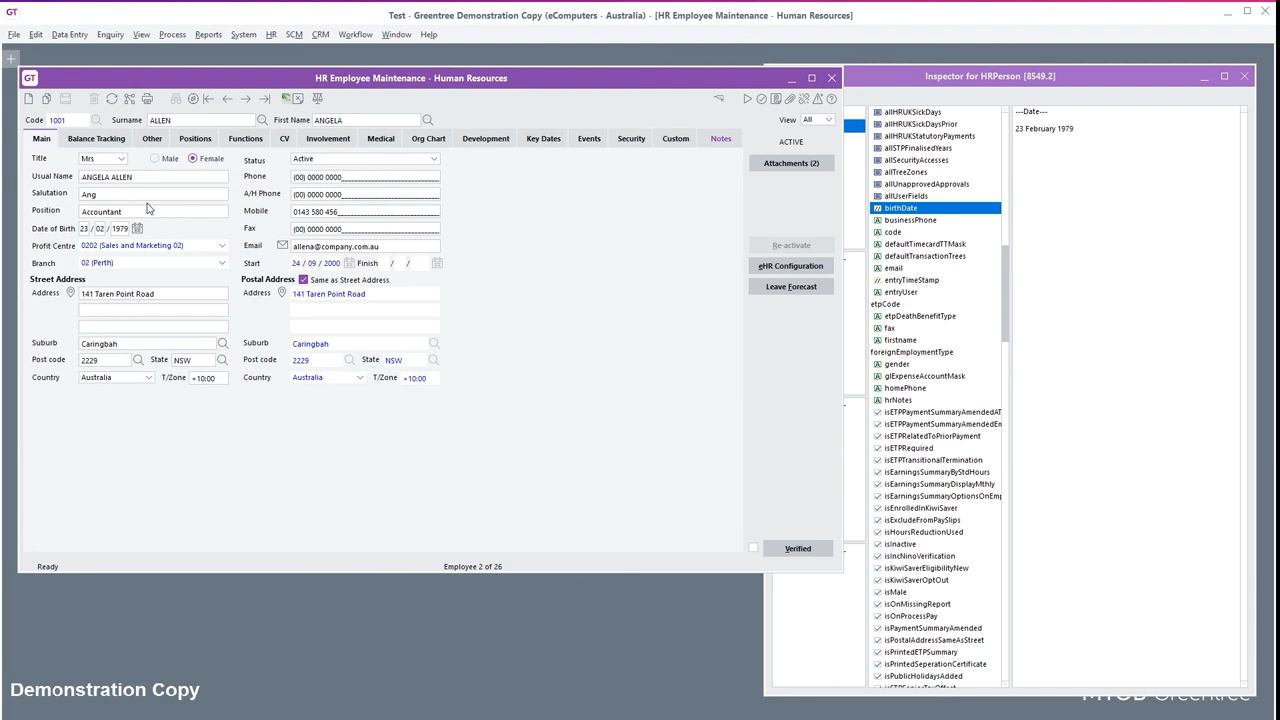 GT
Test - Greentree Demonstration Copy (eComputers - Australia) - [HR Employee Maintenance - Human Resources]
File Edit Data Entry Enquiry View Process Reports System HR SCM CRM Workflow Window Help
GT HR Employee Maintenance - Human Resources
Code 1001 Surname ALLEN First Name ANGELA View All
Main Balance Tracking Other Positions Functions CV Involvement Medical Org Chart Development Key Dates Events Security Custom Notes
ACTIVE
Title Mrs Male Female Status Active
Attachments (2)
Usual Name ANGELA ALLEN Phone (00) 0000 0000
Salutation Ang A/H Phone (00) 0000 0000
Position Accountant Mobile 0143 580 456
Date of Birth 23 / 02 / 1979 Fax (00) 0000 0000
Profit Centre 0202 (Sales and Marketing 02) Email allena@company.com.au
Re-activate
Branch 02 (Perth) Start 24 / 09 / 2000 Finish / /
eHR Configuration
Street Address Postal Address Same as Street Address
Leave Forecast
Address 141 Taren Point Road Address 141 Taren Point Road
Suburb Caringbah Suburb Caringbah
Post code 2229 State NSW Post code 2229 State NSW
Country Australia T/Zone +10:00 Country Australia T/Zone +10:00
Verified
Ready Employee 2 of 26
Inspector for HRPerson [8549.2]
allHRUKSickDays
allHRUKSickDaysPrior
allHRUKStatutoryPayments
allSTPFinalisedYears
allSecurityAccesses
allTreeZones
allUnapprovedApprovals
allUserFields
birthDate
businessPhone
code
defaultTimecardTTMask
defaultTransactionTrees
email
entryTimeStamp
entryUser
etpCode
etpDeathBenefitType
fax
firstname
foreignEmploymentType
gender
glExpenseAccountMask
homePhone
hrNotes
isETPPaymentSummaryAmendedAT
isETPPaymentSummaryAmendedEm
isETPRelatedToPriorPayment
isETPRequired
isETPTransitionalTermination
isEarningsSummaryByStdHours
isEarningsSummaryDisplayMthly
isEarningsSummaryOptionsOnEmp
isEnrolledInKiwiSaver
isExcludeFromPaySlips
isHoursReductionUsed
isInactive
isIncNinoVerification
isKiwiSaverEligibilityNew
isKiwiSaverOptOut
isMale
isOnMissingReport
isOnProcessPay
isPaymentSummaryAmended
isPostalAddressSameAsStreet
isPrintedETPSummary
isPrintedSeperationCertificate
isPublicHolidaysAdded
---Date---
23 February 1979
Demonstration Copy